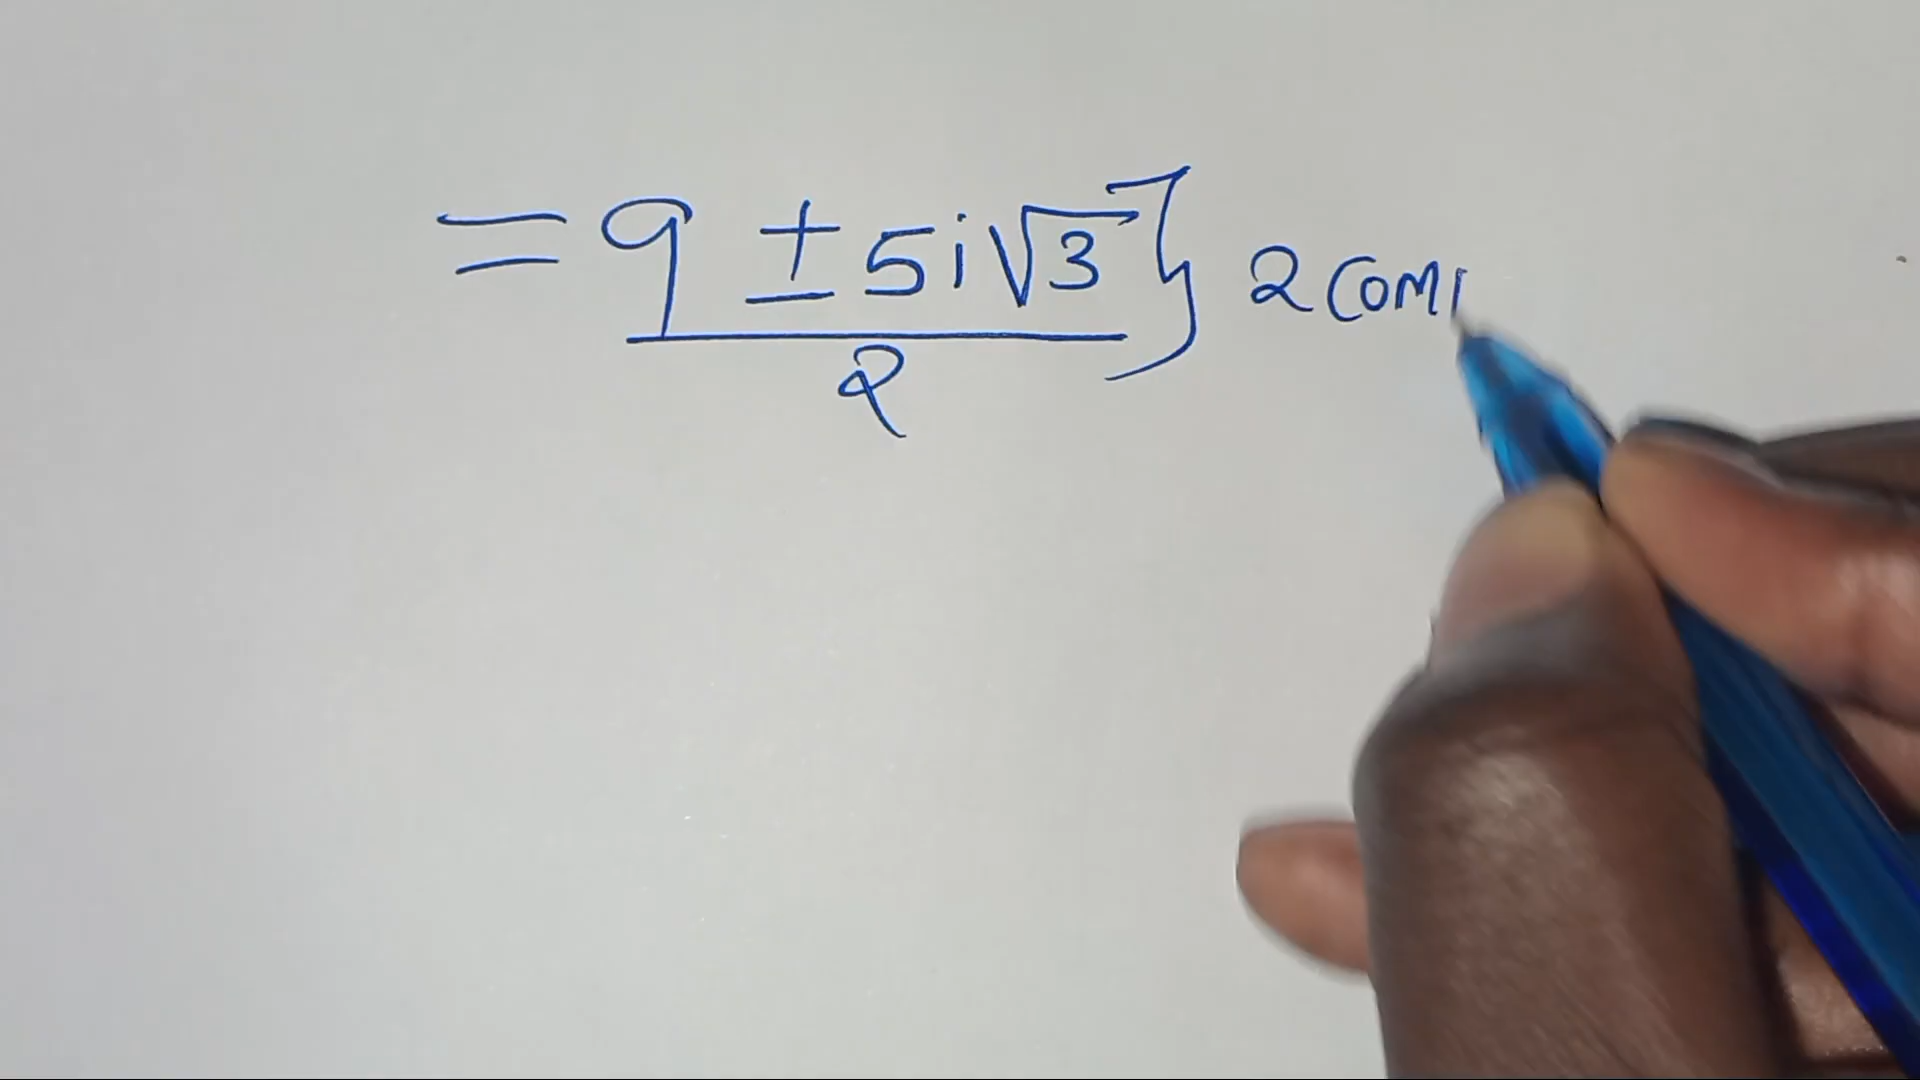 = 9 ± 5i√3 } 2 com
2